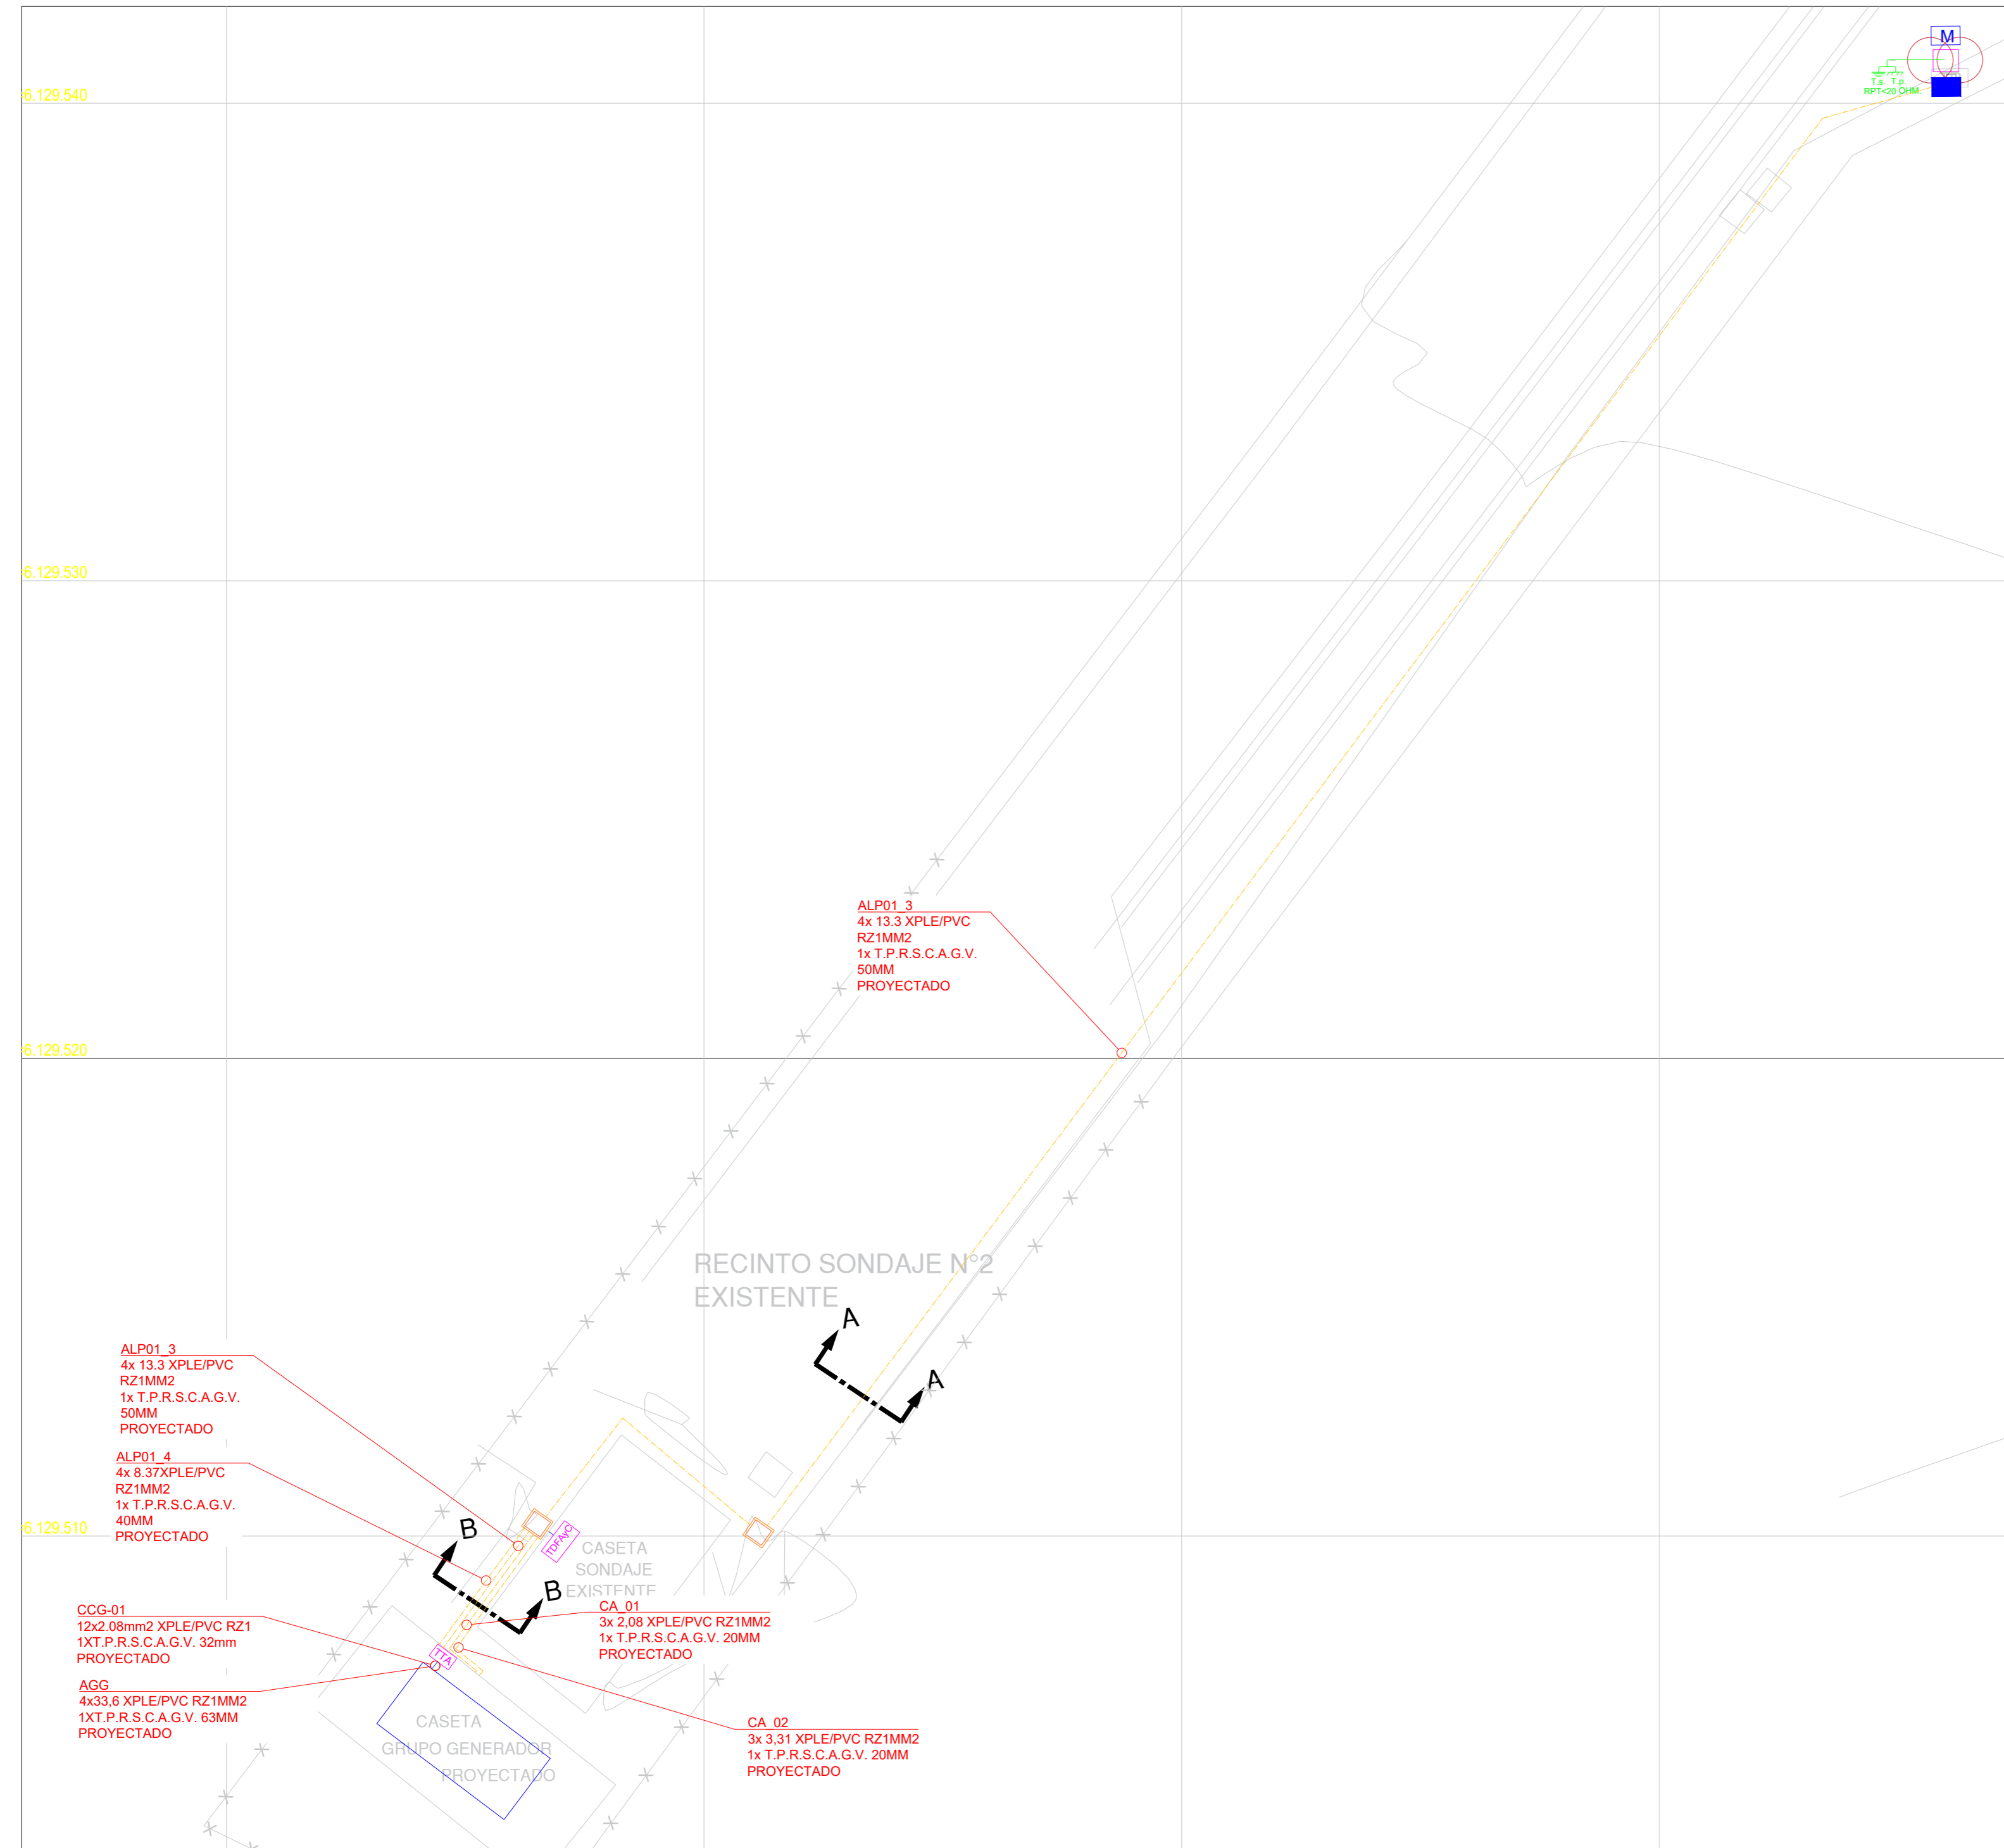 M
T.s. T.p.
RPT<20 OHM.
6.129.540
6.129.530
ALP01_3
4x 13.3 XPLE/PVC
RZ1MM2
1x T.P.R.S.C.A.G.V.
50MM
PROYECTADO
6.129.520
RECINTO SONDAJE N°2
EXISTENTE
A
A
ALP01_3
4x 13.3 XPLE/PVC
RZ1MM2
1x T.P.R.S.C.A.G.V.
50MM
PROYECTADO
ALP01_4
4x 8.37XPLE/PVC
RZ1MM2
1x T.P.R.S.C.A.G.V.
40MM
PROYECTADO
6.129.510
B
B
TDFAyC
CASETA
SONDAJE
EXISTENTE
CCG-01
12x2.08mm2 XPLE/PVC RZ1
1XT.P.R.S.C.A.G.V. 32mm
PROYECTADO
CA_01
3x 2,08 XPLE/PVC RZ1MM2
1x T.P.R.S.C.A.G.V. 20MM
PROYECTADO
TTA
AGG
4x33,6 XPLE/PVC RZ1MM2
1XT.P.R.S.C.A.G.V. 63MM
PROYECTADO
CASETA
GRUPO GENERADOR
PROYECTADO
CA_02
3x 3,31 XPLE/PVC RZ1MM2
1x T.P.R.S.C.A.G.V. 20MM
PROYECTADO